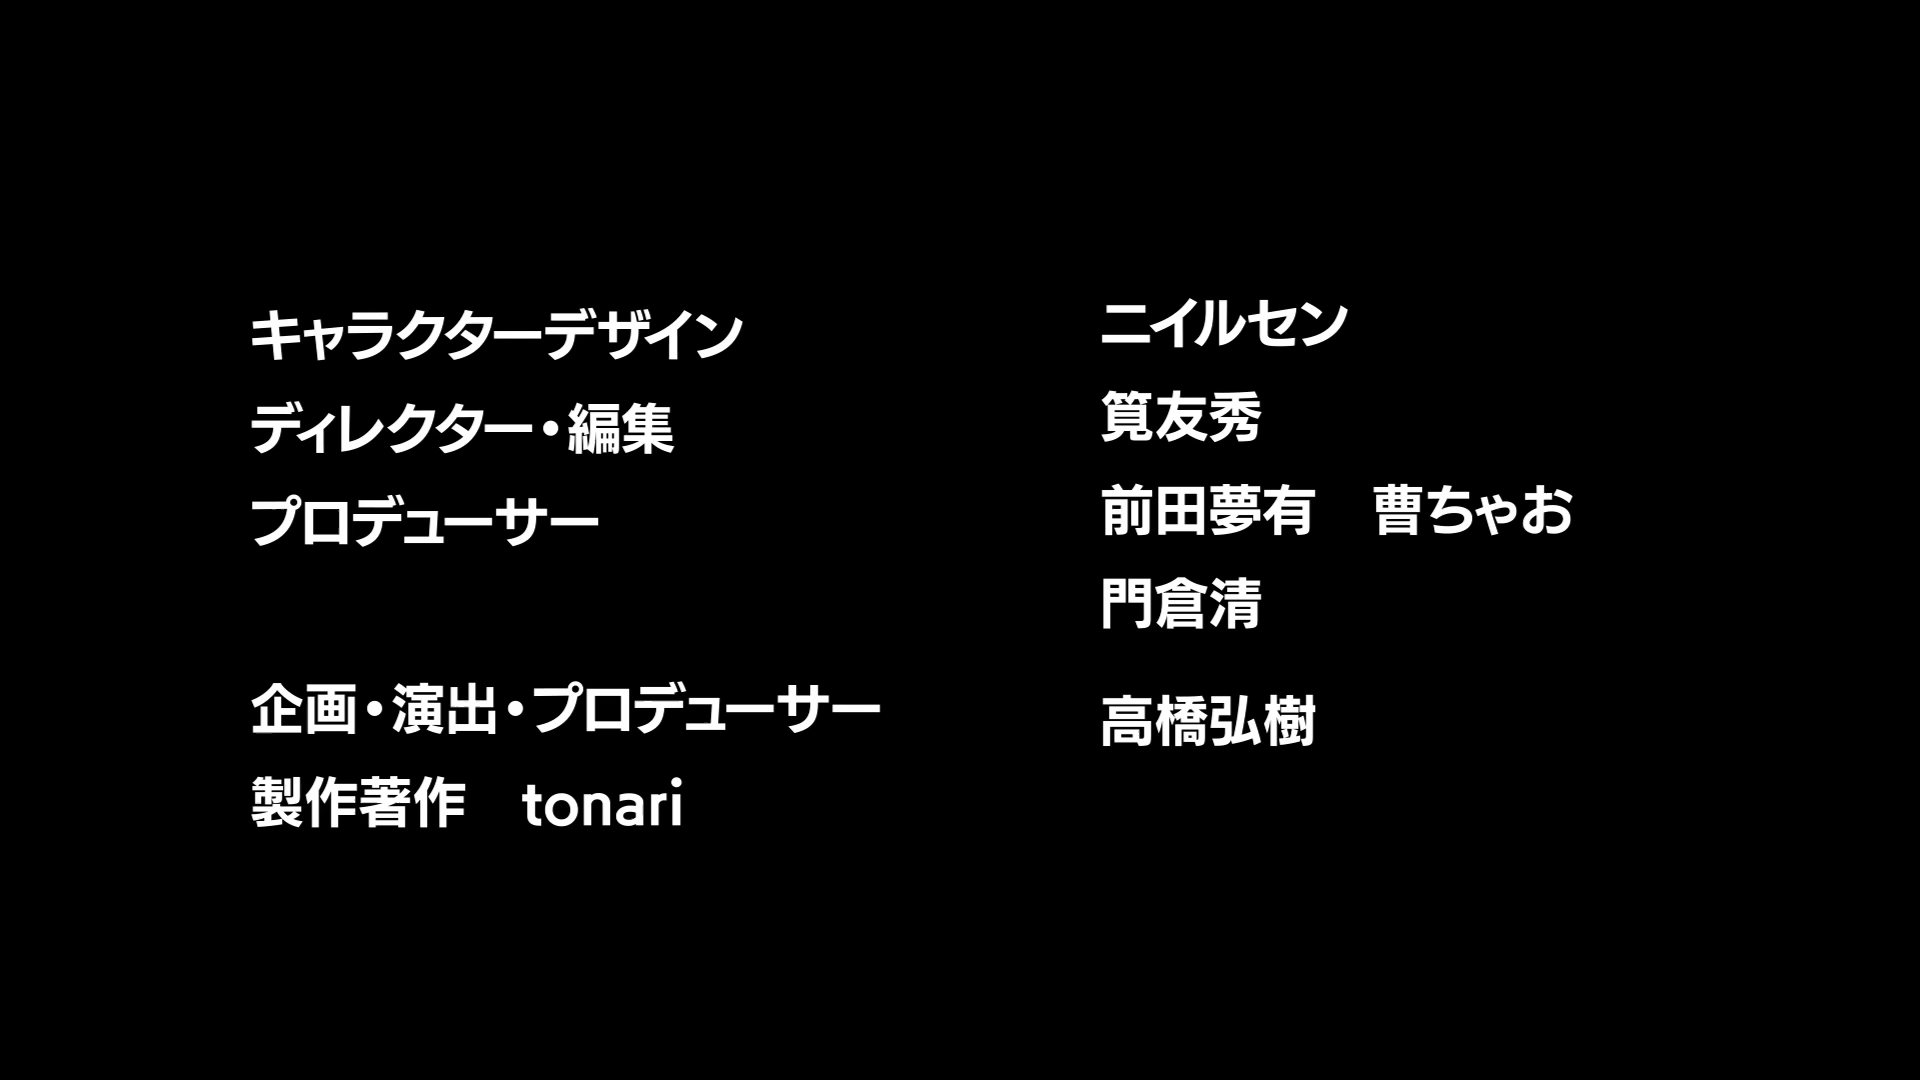 キャラクターデザイン　ニイルセン
ディレクター・編集　筧友秀
プロデューサー　前田夢有　曹ちゃお
門倉清
企画・演出・プロデューサー　高橋弘樹
製作著作　tonari